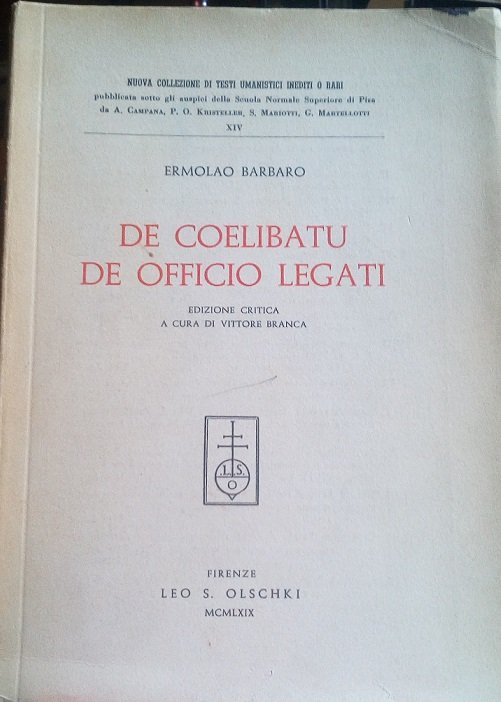 NUOVA COLLEZIONE DI TESTI UMANISTICI INEDITI O RARI
pubblicata sotto gli auspici della Scuola Normale Superiore di Pisa
da A. CAMPANA, P. O. KRISTELLER, S. MARIOTTI, G. MARTELLOTTI
XIV
ERMOLAO BARBARO
DE COELIBATU
DE OFFICIO LEGATI
EDIZIONE CRITICA
A CURA DI VITTORE BRANCA
.L.S.
O
FIRENZE
LEO S. OLSCHKI
MCMLXIX